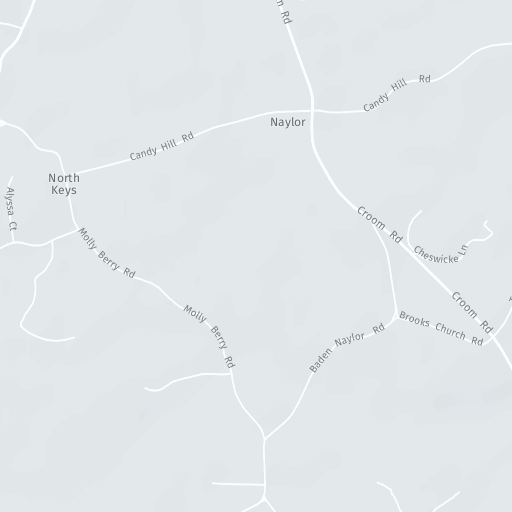 m Rd
Candy Hill Rd
Naylor
Candy Hill Rd
North
Keys
Alyssa Ct
Croom Rd
Molly Berry Rd
Cheswicke Ln
Croom Rd
Molly Berry Rd
Brooks Church Rd
Baden Naylor Rd